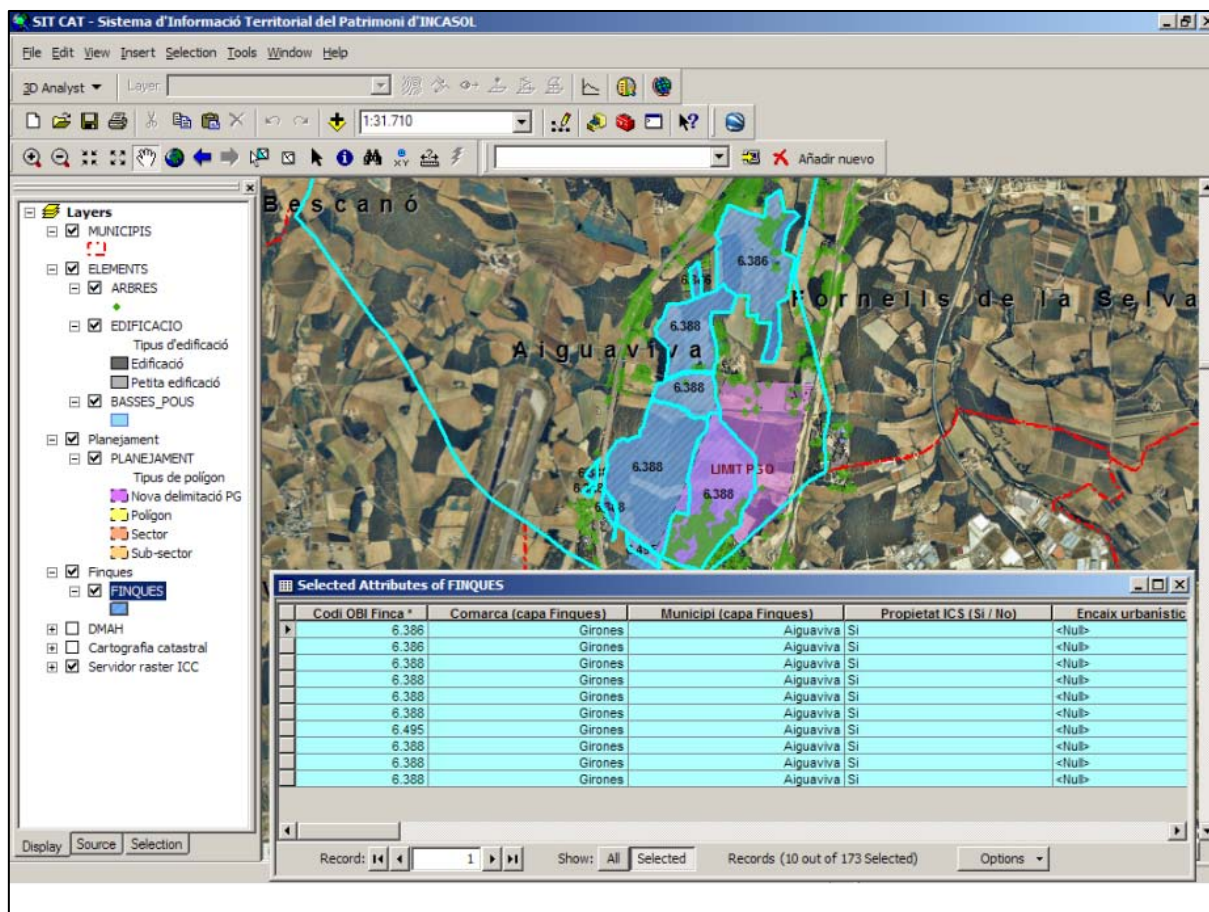 SIT CAT - Sistema d'Informació Territorial del Patrimoni d'INCASOL
File Edit View Insert Selection Tools Window Help
3D Analyst Layer:
1:31.710
Añadir nuevo
Layers
MUNICIPIS
ELEMENTS
ARBRES
EDIFICACIO
Tipus d'edificació
Edificació
Petita edificació
BASSES_POUS
Planejament
PLANEJAMENT
Tipus de polígon
Nova delimitació PG
Polígon
Sector
Sub-sector
Finques
FINQUES
DMAH
Cartografia catastral
Servidor raster ICC
Display Source Selection
Bescanó
6.386
Fornells de la Selva
6.388
Aiguaviva
6.388
6.388
6.388
Selected Attributes of FINQUES
Codi OBI Finca * Comarca (capa Finques) Municipi (capa Finques) Propietat ICS (Si / No) Encaix urbanístic
6.386 Girones Aiguaviva Si <Null>
6.386 Girones Aiguaviva Si <Null>
6.388 Girones Aiguaviva Si <Null>
6.388 Girones Aiguaviva Si <Null>
6.388 Girones Aiguaviva Si <Null>
6.388 Girones Aiguaviva Si <Null>
6.495 Girones Aiguaviva Si <Null>
6.388 Girones Aiguaviva Si <Null>
6.388 Girones Aiguaviva Si <Null>
6.388 Girones Aiguaviva Si <Null>
Record: 1 Show: All Selected Records (10 out of 173 Selected) Options